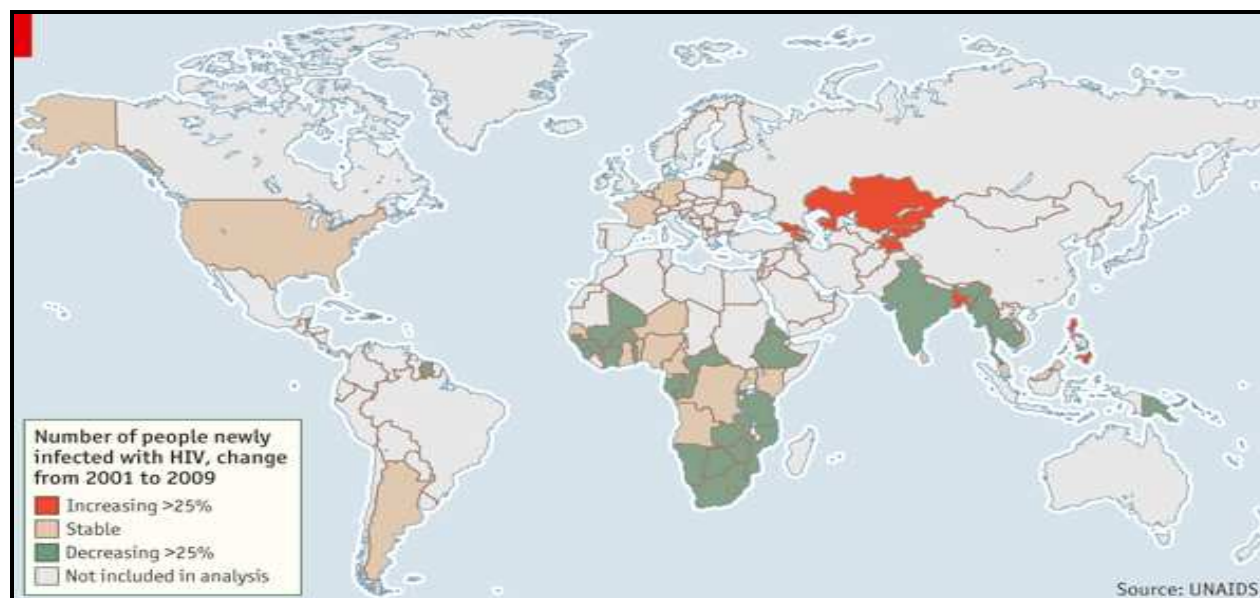 Number of people newly
infected with HIV, change
from 2001 to 2009
Increasing >25%
Stable
Decreasing >25%
Not included in analysis
Source: UNAIDS